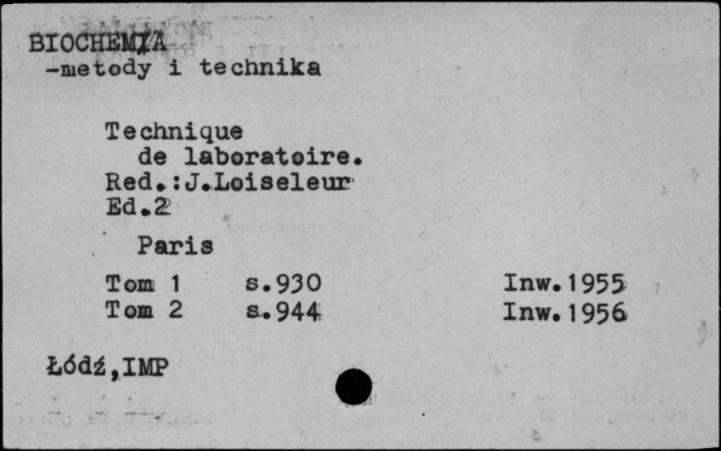 BIOCHEMIA
-metody i technika
Technique
de laboratoire.
Red.:J.Loiseleur
Ed.2
Paris
Tom 1 s.930 Inw.1955
Tom 2 s.944 Inw.1956
Łódź,IMP